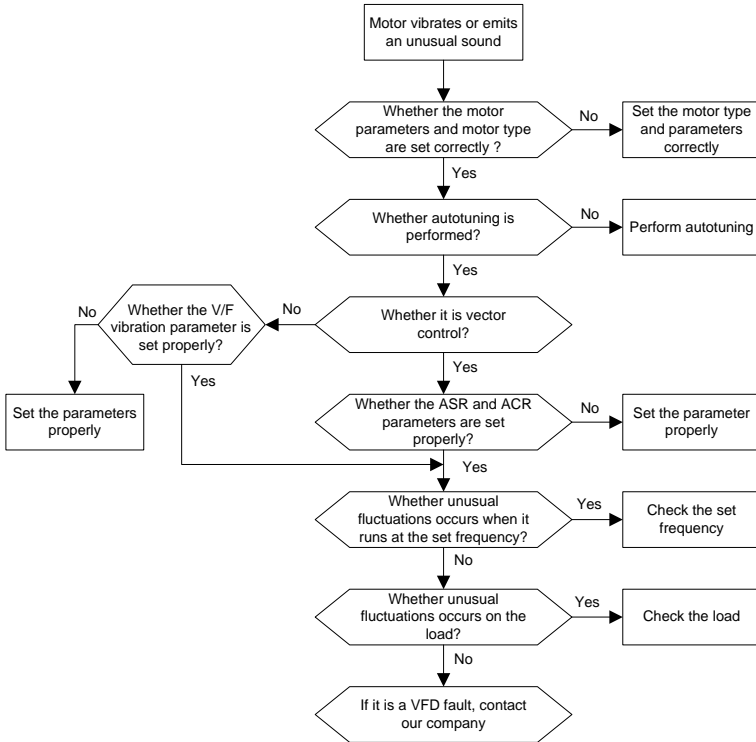 Motor vibrates or emits
an unusual sound
Whether the motor
parameters and motor type
are set correctly ?
No
Set the motor type
and parameters
correctly
Yes
Whether autotuning is
performed?
No
Perform autotuning
Yes
Whether it is vector
control?
No
Whether the V/F
vibration parameter is
set properly?
No
Set the parameters
properly
Yes
Yes
Whether the ASR and ACR
parameters are set
properly?
No
Set the parameter
properly
Yes
Whether unusual
fluctuations occurs when it
runs at the set frequency?
Yes
Check the set
frequency
No
Whether unusual
fluctuations occurs on the
load?
Yes
Check the load
No
If it is a VFD fault, contact
our company